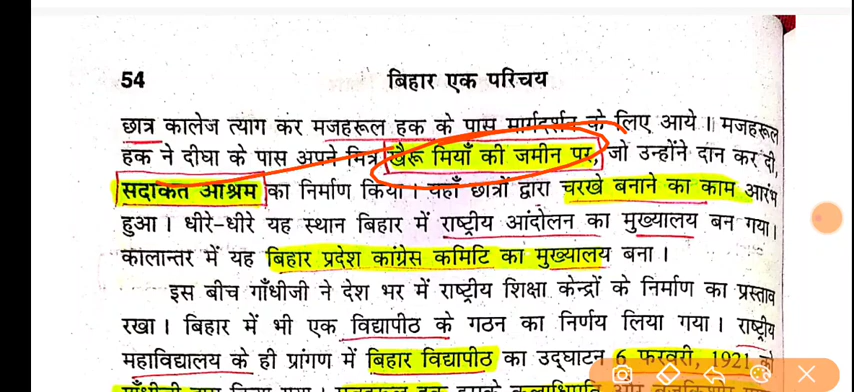 54 बिहार एक परिचय
छात्र कालेज त्याग कर मजहरूल हक के पास मार्गदर्शन के लिए आये। मजहरूल
हक ने दीघा के पास अपने मित्र खैरू मियाँ की जमीन पर, जो उन्होंने दान कर दी,
सदाकत आश्रम का निर्माण किया। यहाँ छात्रों द्वारा चरखे बनाने का काम आरंभ
हुआ। धीरे-धीरे यह स्थान बिहार में राष्ट्रीय आंदोलन का मुख्यालय बन गया।
कालान्तर में यह बिहार प्रदेश कांग्रेस कमिटि का मुख्यालय बना।
इस बीच गाँधीजी ने देश भर में राष्ट्रीय शिक्षा केन्द्रों के निर्माण का प्रस्ताव
रखा। बिहार में भी एक विद्यापीठ के गठन का निर्णय लिया गया। राष्ट्रीय
महाविद्यालय के ही प्रांगण में बिहार विद्यापीठ का उद्घाटन 6 फरवरी, 1921 को